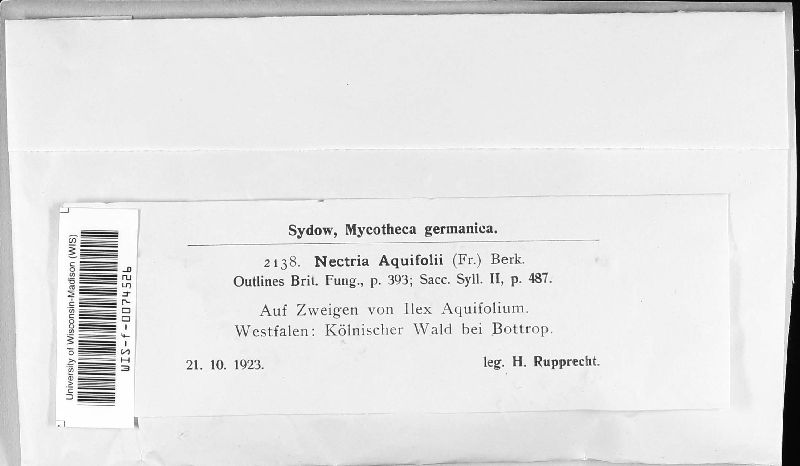 Sydow, Mycotheca germanica.
2138. Nectria Aquifolii (Fr.) Berk.
Outlines Brit. Fung., p. 393; Sacc. Syll. II, p. 487.
Auf Zweigen von Ilex Aquifolium.
Westfalen: Kölnischer Wald bei Bottrop.
21. 10. 1923. leg. H. Rupprecht.
University of Wisconsin-Madison (WIS)
WIS-f-0074526